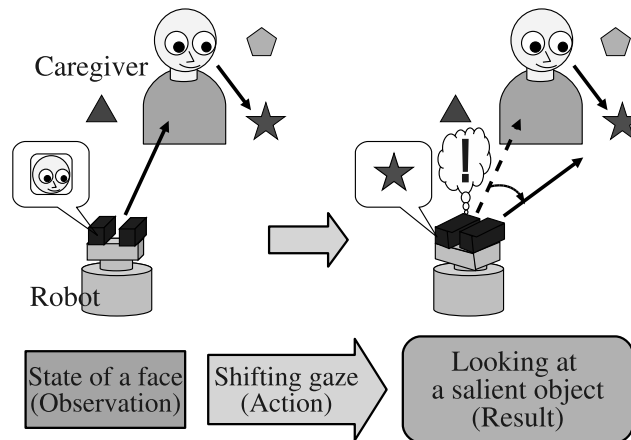 Caregiver
!
Robot
State of a face
(Observation)
Shifting gaze
(Action)
Looking at
a salient object
(Result)